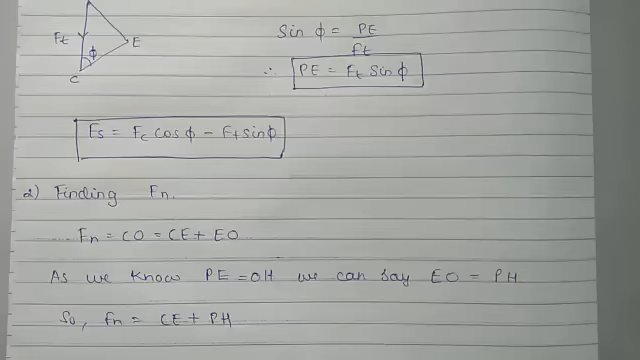 Ft
E
φ
C
Sin φ = PE / ft
∴ PE = Ft Sin φ
Fs = Fc cos φ - Ft sin φ
2) Finding Fn.
Fn = CO = CE + EO
As we know PE = OH we can say EO = PH
So, Fn = CE + PH